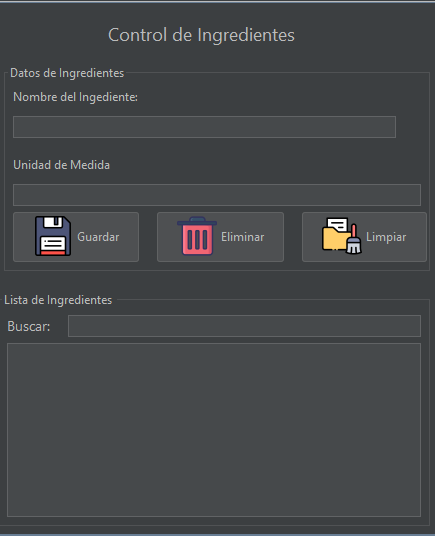 Control de Ingredientes
Datos de Ingredientes
Nombre del Ingediente:
Unidad de Medida
Guardar
Eliminar
Limpiar
Lista de Ingredientes
Buscar: